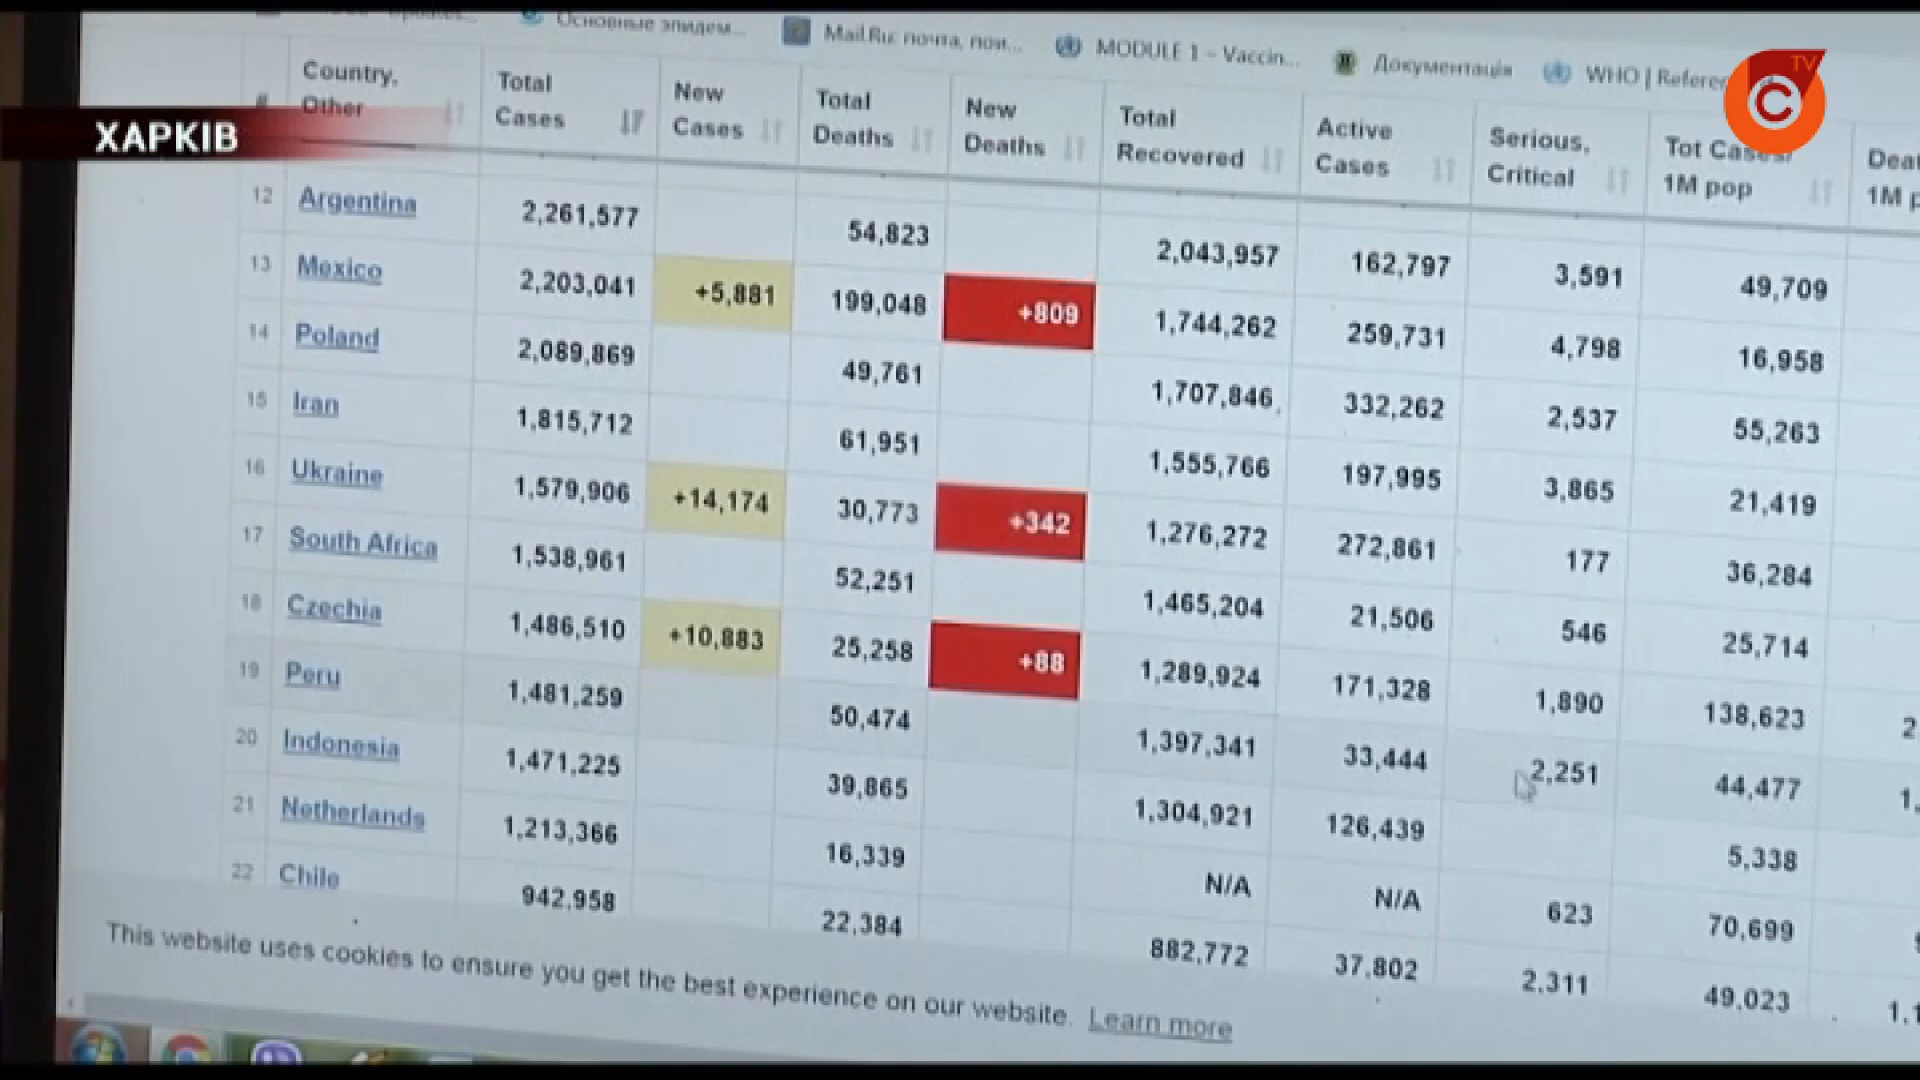 Основные эпидем...
Mail.Ru: почта, пои...
MODULE 1 – Vaccin...
Документація
WHO | Refere
TV
C
ХАРКІВ
# Country, Other Total Cases New Cases Total Deaths New Deaths Total Recovered Active Cases Serious, Critical Tot Cases/ 1M pop
12 Argentina 2,261,577 54,823 2,043,957 162,797 3,591 49,709
13 Mexico 2,203,041 +5,881 199,048 +809 1,744,262 259,731 4,798 16,958
14 Poland 2,089,869 49,761 1,707,846 332,262 2,537 55,263
15 Iran 1,815,712 61,951 1,555,766 197,995 3,865 21,419
16 Ukraine 1,579,906 +14,174 30,773 +342 1,276,272 272,861 177 36,284
17 South Africa 1,538,961 52,251 1,465,204 21,506 546 25,714
18 Czechia 1,486,510 +10,883 25,258 +88 1,289,924 171,328 1,890 138,623 2
19 Peru 1,481,259 50,474 1,397,341 33,444 2,251 44,477 1,
20 Indonesia 1,471,225 39,865 1,304,921 126,439 5,338
21 Netherlands 1,213,366 16,339 N/A N/A 623 70,699
22 Chile 942,958 22,384 882,772 37,802 2,311 49,023 1,1
This website uses cookies to ensure you get the best experience on our website. Learn more